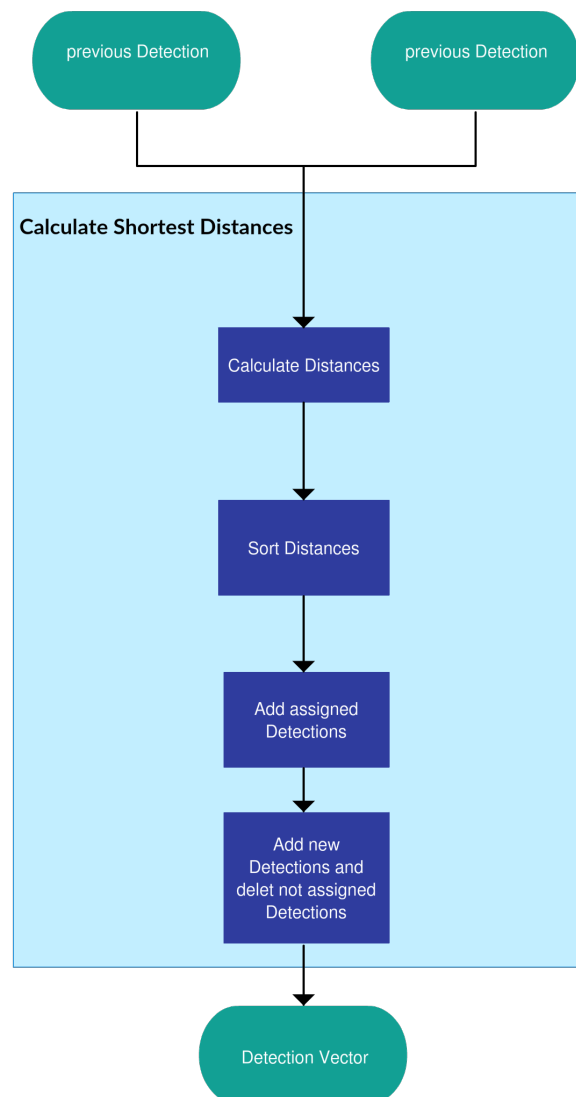 previous Detection
previous Detection
Calculate Shortest Distances
Calculate Distances
Sort Distances
Add assigned
Detections
Add new
Detections and
delet not assigned
Detections
Detection Vector